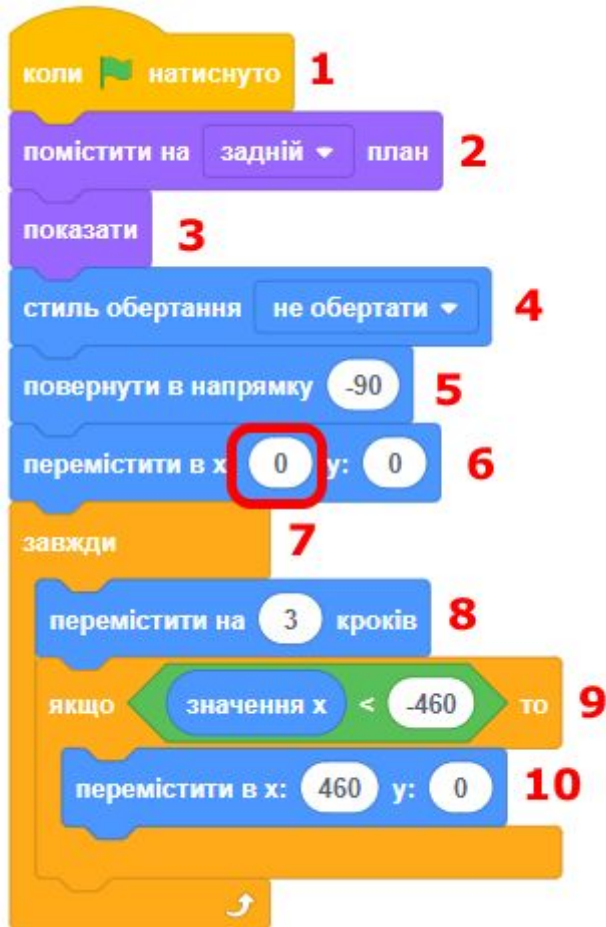 коли натиснуто 1
помістити на задній план 2
показати 3
стиль обертання не обертати 4
повернути в напрямку -90 5
перемістити в x 0 y: 0 6
завжди 7
перемістити на 3 кроків 8
якщо значення x < -460 то 9
перемістити в x: 460 y: 0 10